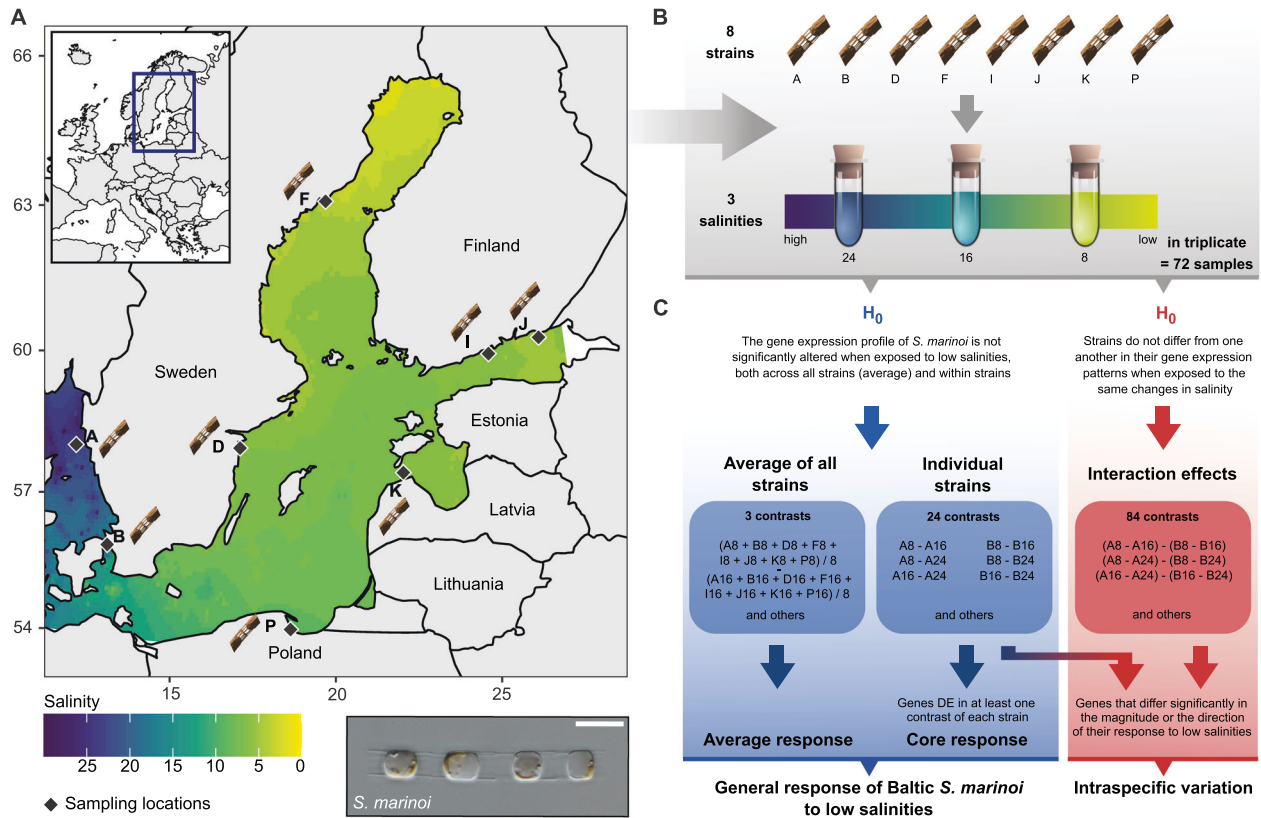 A
66
63
60
57
54
15
20
25
F
Finland
J
I
Sweden
Estonia
A
D
K
Latvia
B
Lithuania
P
Poland
Salinity
25
20
15
10
5
0
Sampling locations
S. marinoi
B
8
strains
A
B
D
F
I
J
K
P
3
salinities
high
low
24
16
8
in triplicate
= 72 samples
C
H0
The gene expression profile of S. marinoi is not
significantly altered when exposed to low salinities,
both across all strains (average) and within strains
H0
Strains do not differ from one
another in their gene expression
patterns when exposed to the
same changes in salinity
Average of all
strains
3 contrasts
(A8 + B8 + D8 + F8 +
I8 + J8 + K8 + P8) / 8
-
(A16 + B16 + D16 + F16 +
I16 + J16 + K16 + P16) / 8
and others
Individual
strains
24 contrasts
A8 - A16 B8 - B16
A8 - A24 B8 - B24
A16 - A24 B16 - B24
and others
Interaction effects
84 contrasts
(A8 - A16) - (B8 - B16)
(A8 - A24) - (B8 - B24)
(A16 - A24) - (B16 - B24)
and others
Average response
Genes DE in at least one
contrast of each strain
Core response
Genes that differ significantly in
the magnitude or the direction
of their response to low salinities
General response of Baltic S. marinoi
to low salinities
Intraspecific variation